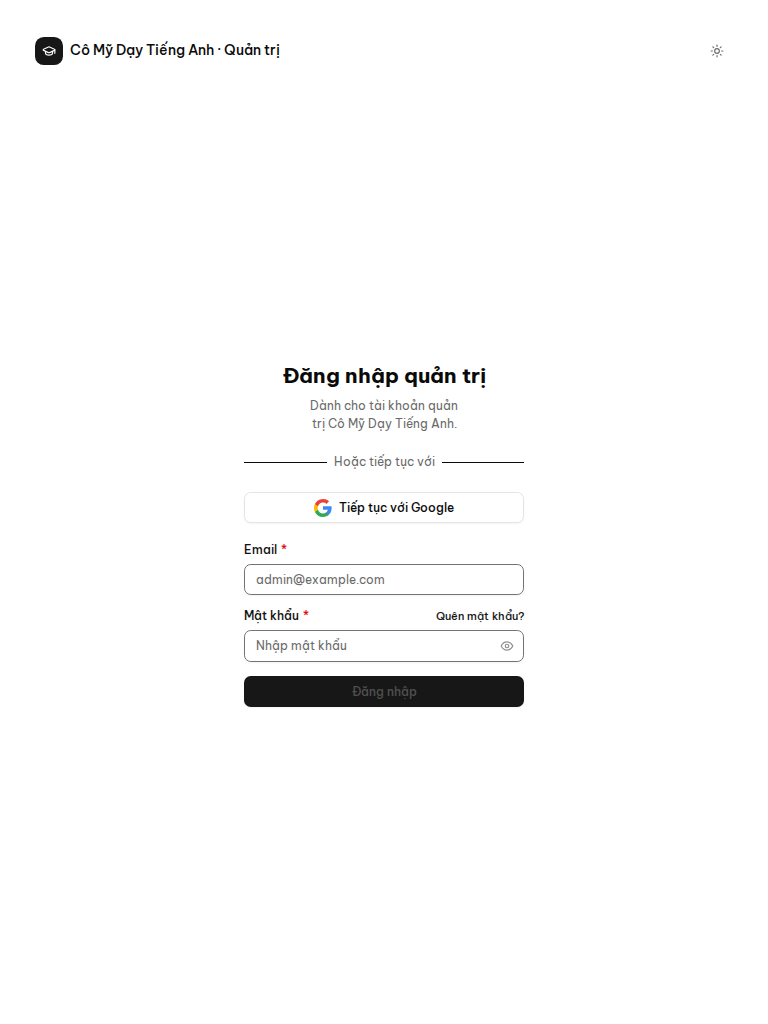 Cô Mỹ Dạy Tiếng Anh · Quản trị
Đăng nhập quản trị
Dành cho tài khoản quản
trị Cô Mỹ Dạy Tiếng Anh.
Hoặc tiếp tục với
Tiếp tục với Google
Email *
admin@example.com
Mật khẩu *
Quên mật khẩu?
Nhập mật khẩu
Đăng nhập